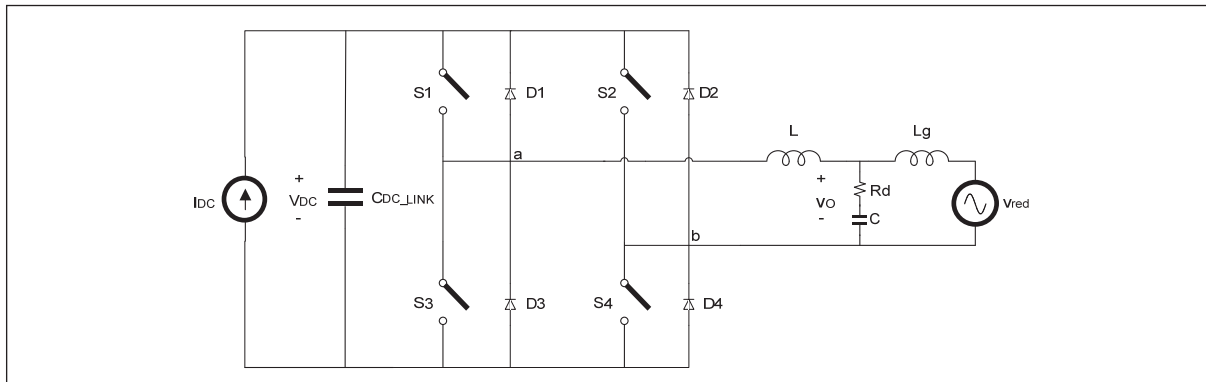 S1
D1
S2
D2
L
Lg
a
+
+
IDC
VDC
CDC_LINK
-
vO
-
Rd
C
vred
b
S3
D3
S4
D4